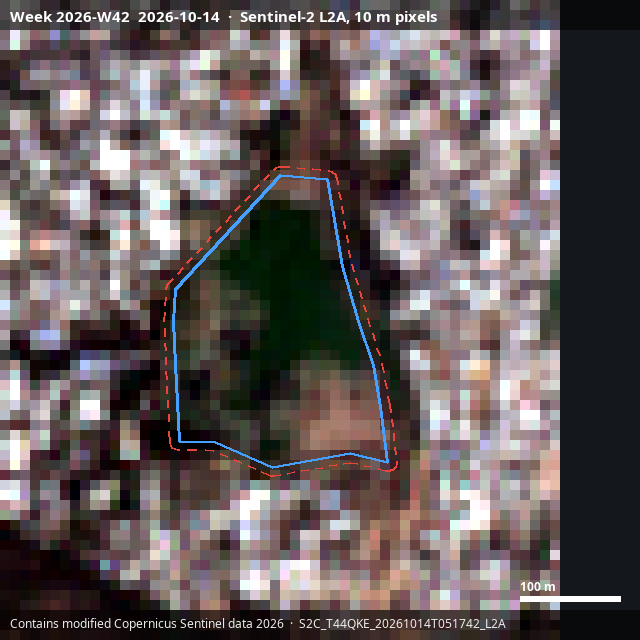 Week 2026-W42 2026-10-14 · Sentinel-2 L2A, 10 m pixels
100 m
Contains modified Copernicus Sentinel data 2026 · S2C_T44QKE_20261014T051742_L2A